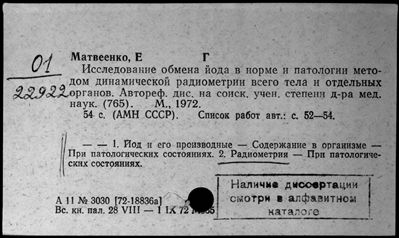 Матвеенко, Е Г
01
Исследование обмена йода в норме и патологии мето-
дом динамической радиометрии всего тела и отдельных
22922
органов. Автореф. дис. на соиск. учен. степени д-ра мед.
наук. (765). М., 1972.
54 с. (АМН СССР). Список работ авт.: с. 52—54.
— — 1. Йод и его производные — Содержание в организме —
При патологических состояниях. 2. Радиометрия — При патологиче-
ских состояниях.
А 11 № 3030 [72-18836а]
Вс. кн. пал. 28 VIII — 1 IX 72
Наличие диссертации
смотри в алфавитном
каталоге